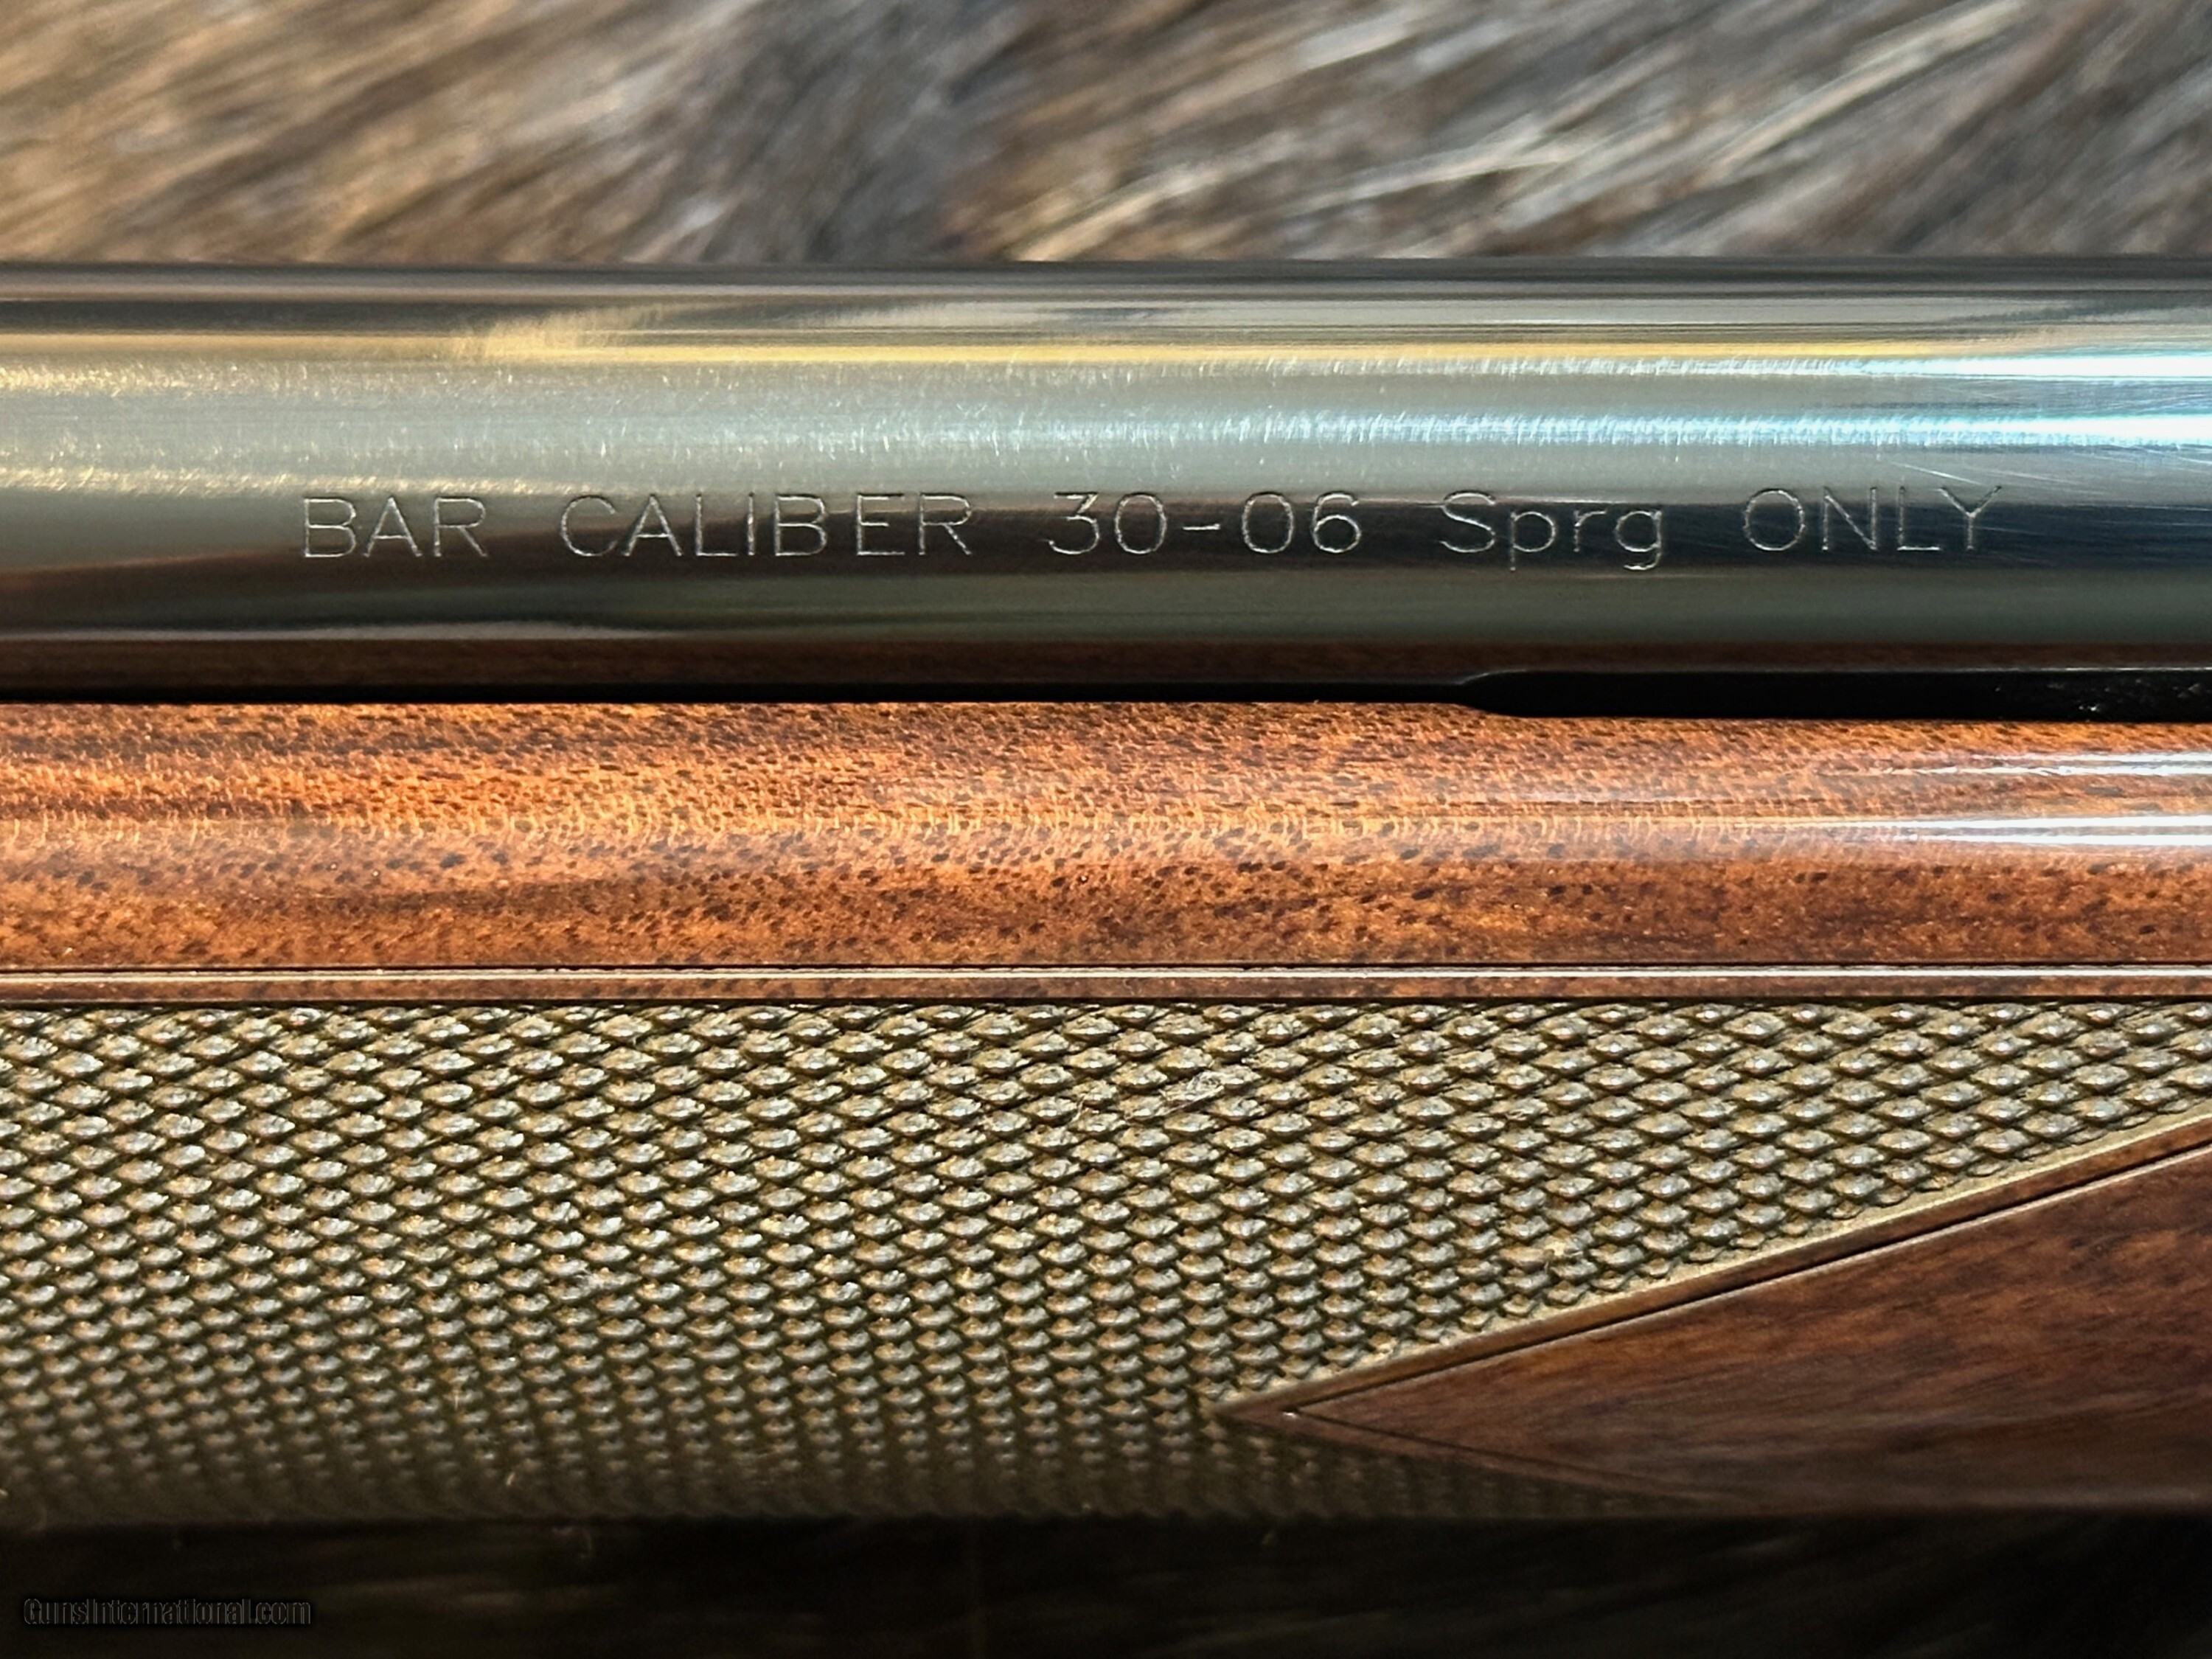 BAR CALIBER 30-06 Sprg ONLY
GunsInternational.com